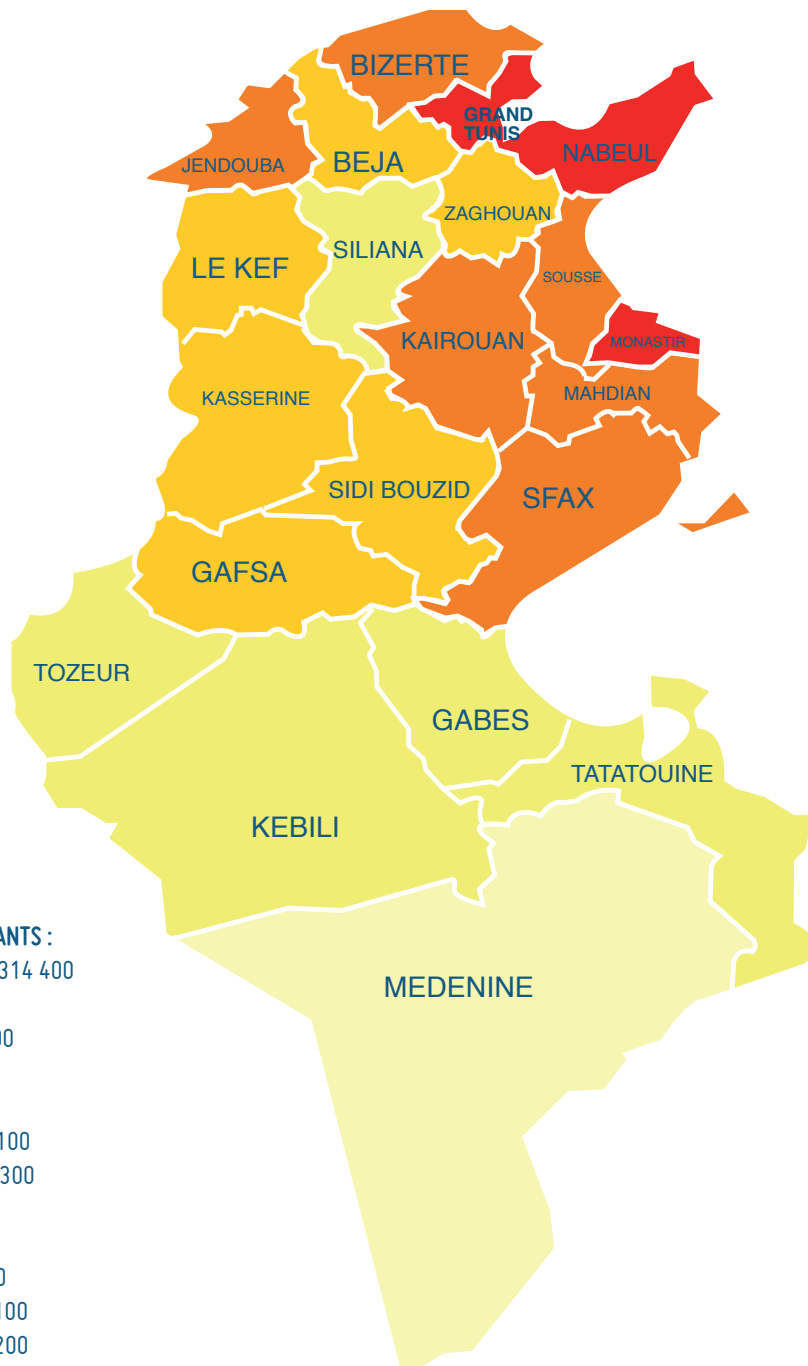 BIZERTE
GRAND
TUNIS
NABEUL
JENDOUBA
BEJA
ZAGHOUAN
SILIANA
LE KEF
SOUSSE
KAIROUAN
MONASTIR
KASSERINE
MAHDIAN
SIDI BOUZID
SFAX
GAFSA
TOZEUR
GABES
TATATOUINE
KEBILI
ANTS :
314 400
MEDENINE
00
100
300
0
100
200